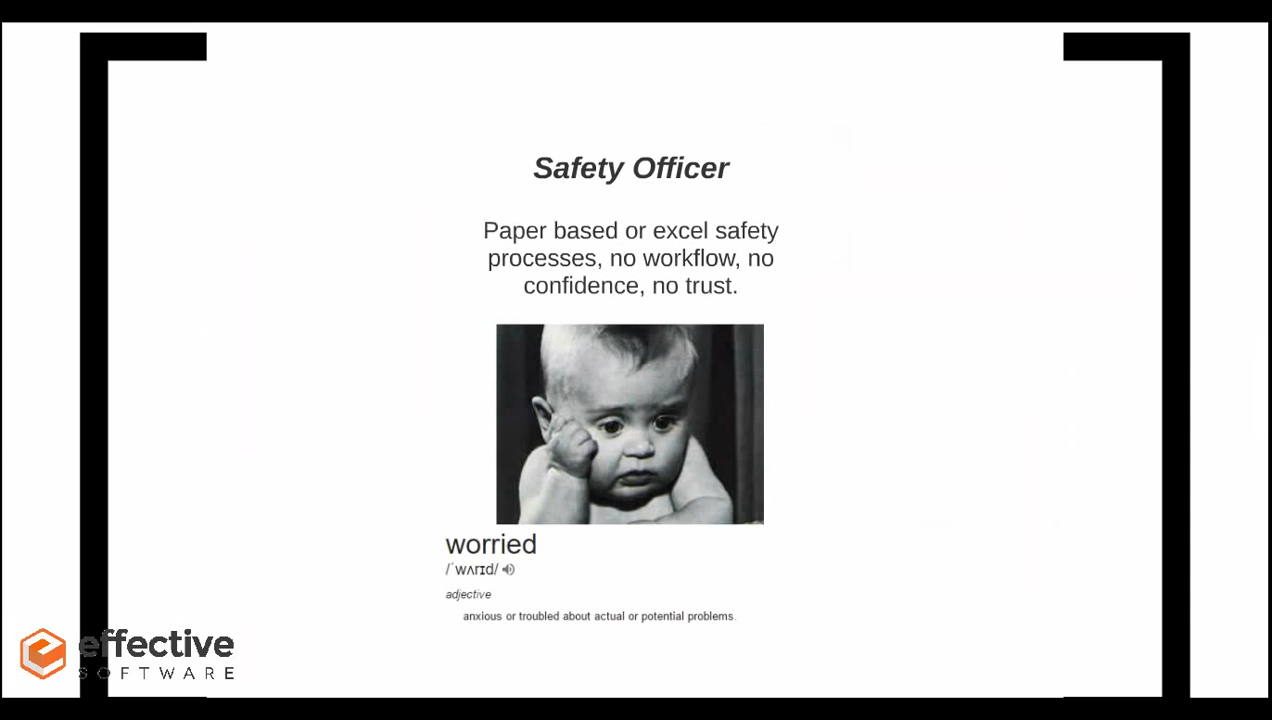 Safety Officer
Paper based or excel safety
processes, no workflow, no
confidence, no trust.
worried
/ˈwʌrɪd/
adjective
anxious or troubled about actual or potential problems.
effective
SOFTWARE